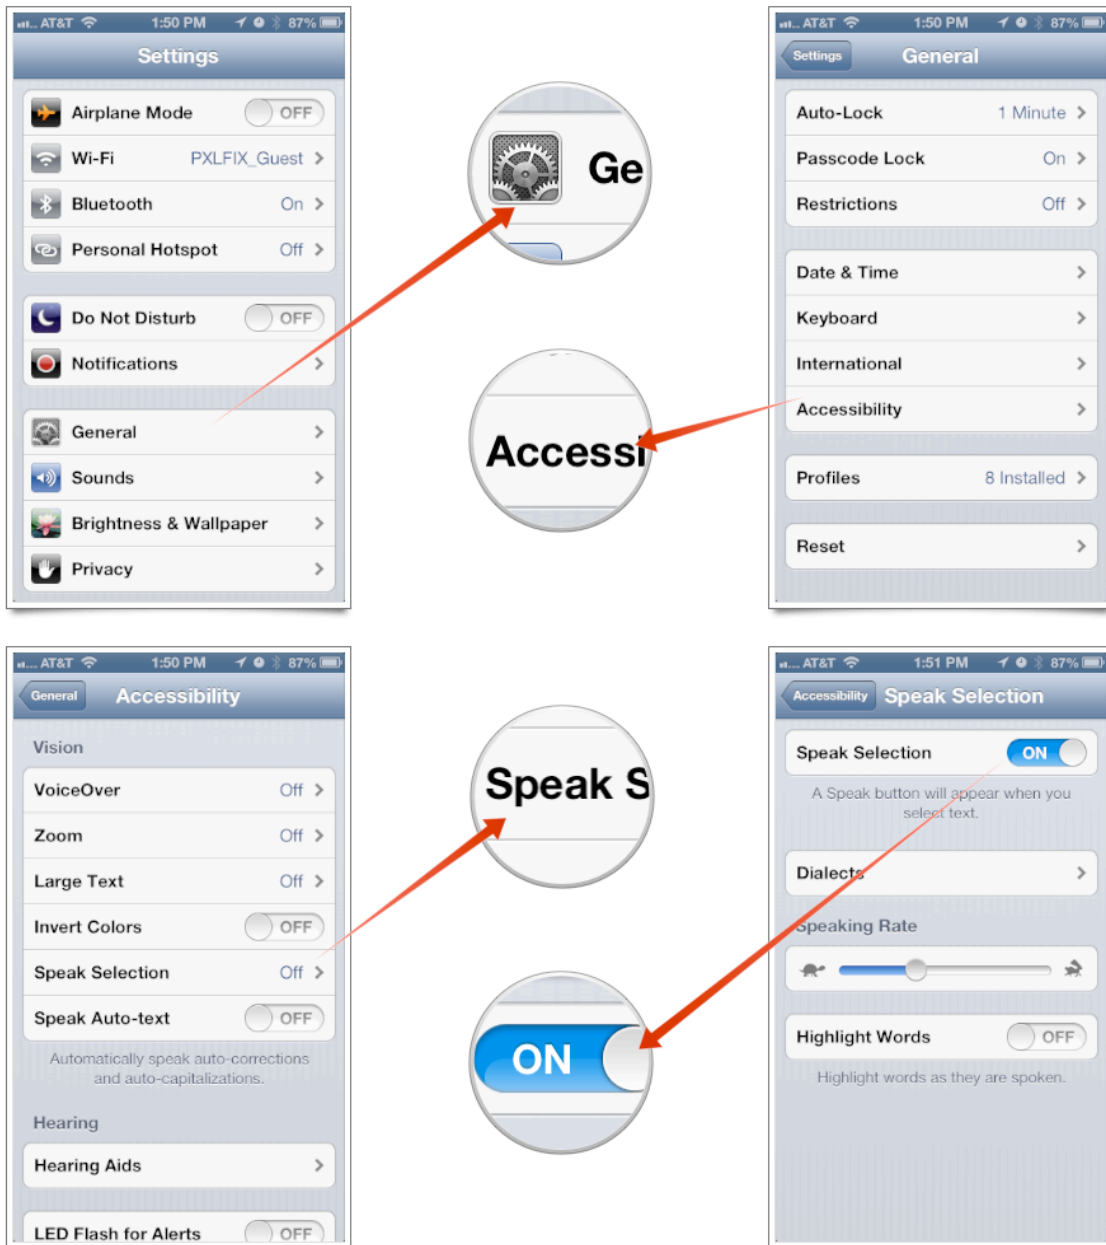 AT&T 1:50 PM 87%
Settings
Airplane Mode OFF
Wi-Fi PXLFIX_Guest
Bluetooth On
Personal Hotspot Off
Do Not Disturb OFF
Notifications
General
Sounds
Brightness & Wallpaper
Privacy
Ge
Accessi
AT&T 1:50 PM 87%
Settings General
Auto-Lock 1 Minute
Passcode Lock On
Restrictions Off
Date & Time
Keyboard
International
Accessibility
Profiles 8 Installed
Reset
AT&T 1:50 PM 87%
General Accessibility
Vision
VoiceOver Off
Zoom Off
Large Text Off
Invert Colors OFF
Speak Selection Off
Speak Auto-text OFF
Automatically speak auto-corrections
and auto-capitalizations.
Hearing
Hearing Aids
LED Flash for Alerts OFF
Speak S
ON
AT&T 1:51 PM 87%
Accessibility Speak Selection
Speak Selection ON
A Speak button will appear when you
select text.
Dialects
Speaking Rate
Highlight Words OFF
Highlight words as they are spoken.